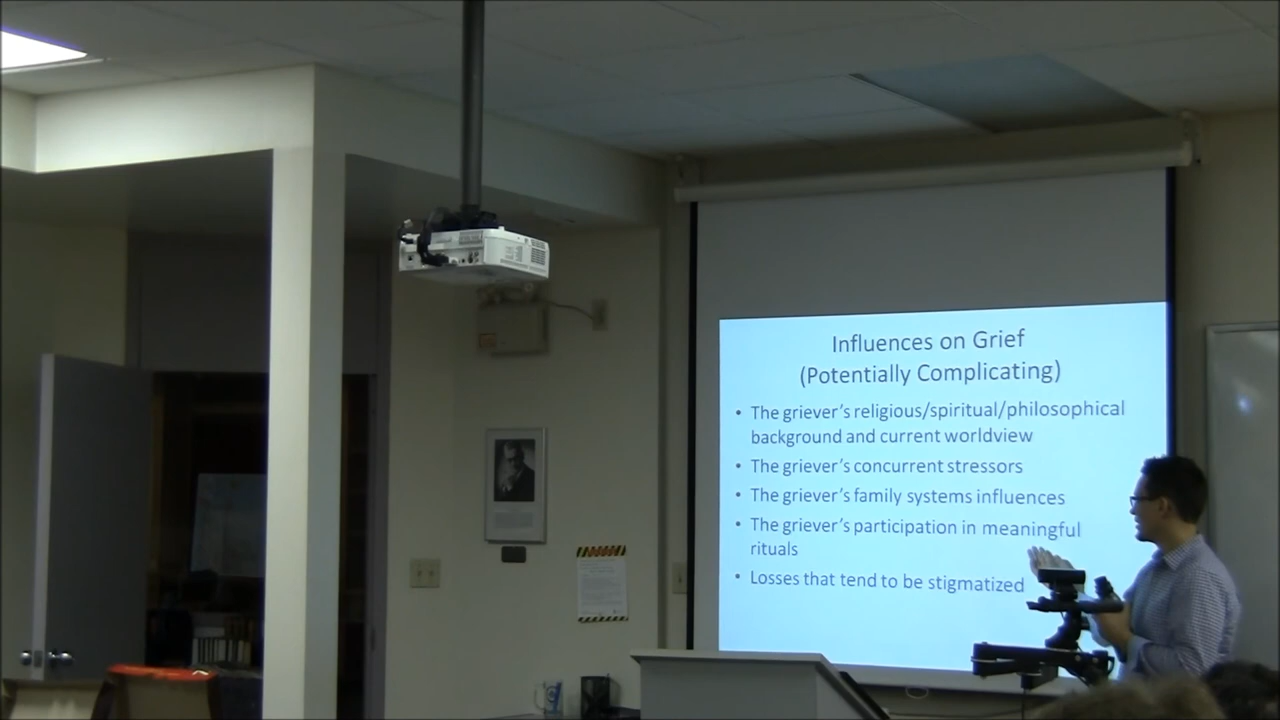 Influences on Grief
(Potentially Complicating)
• The griever's religious/spiritual/philosophical
background and current worldview
• The griever's concurrent stressors
• The griever's family systems influences
• The griever's participation in meaningful
rituals
• Losses that tend to be stigmatized